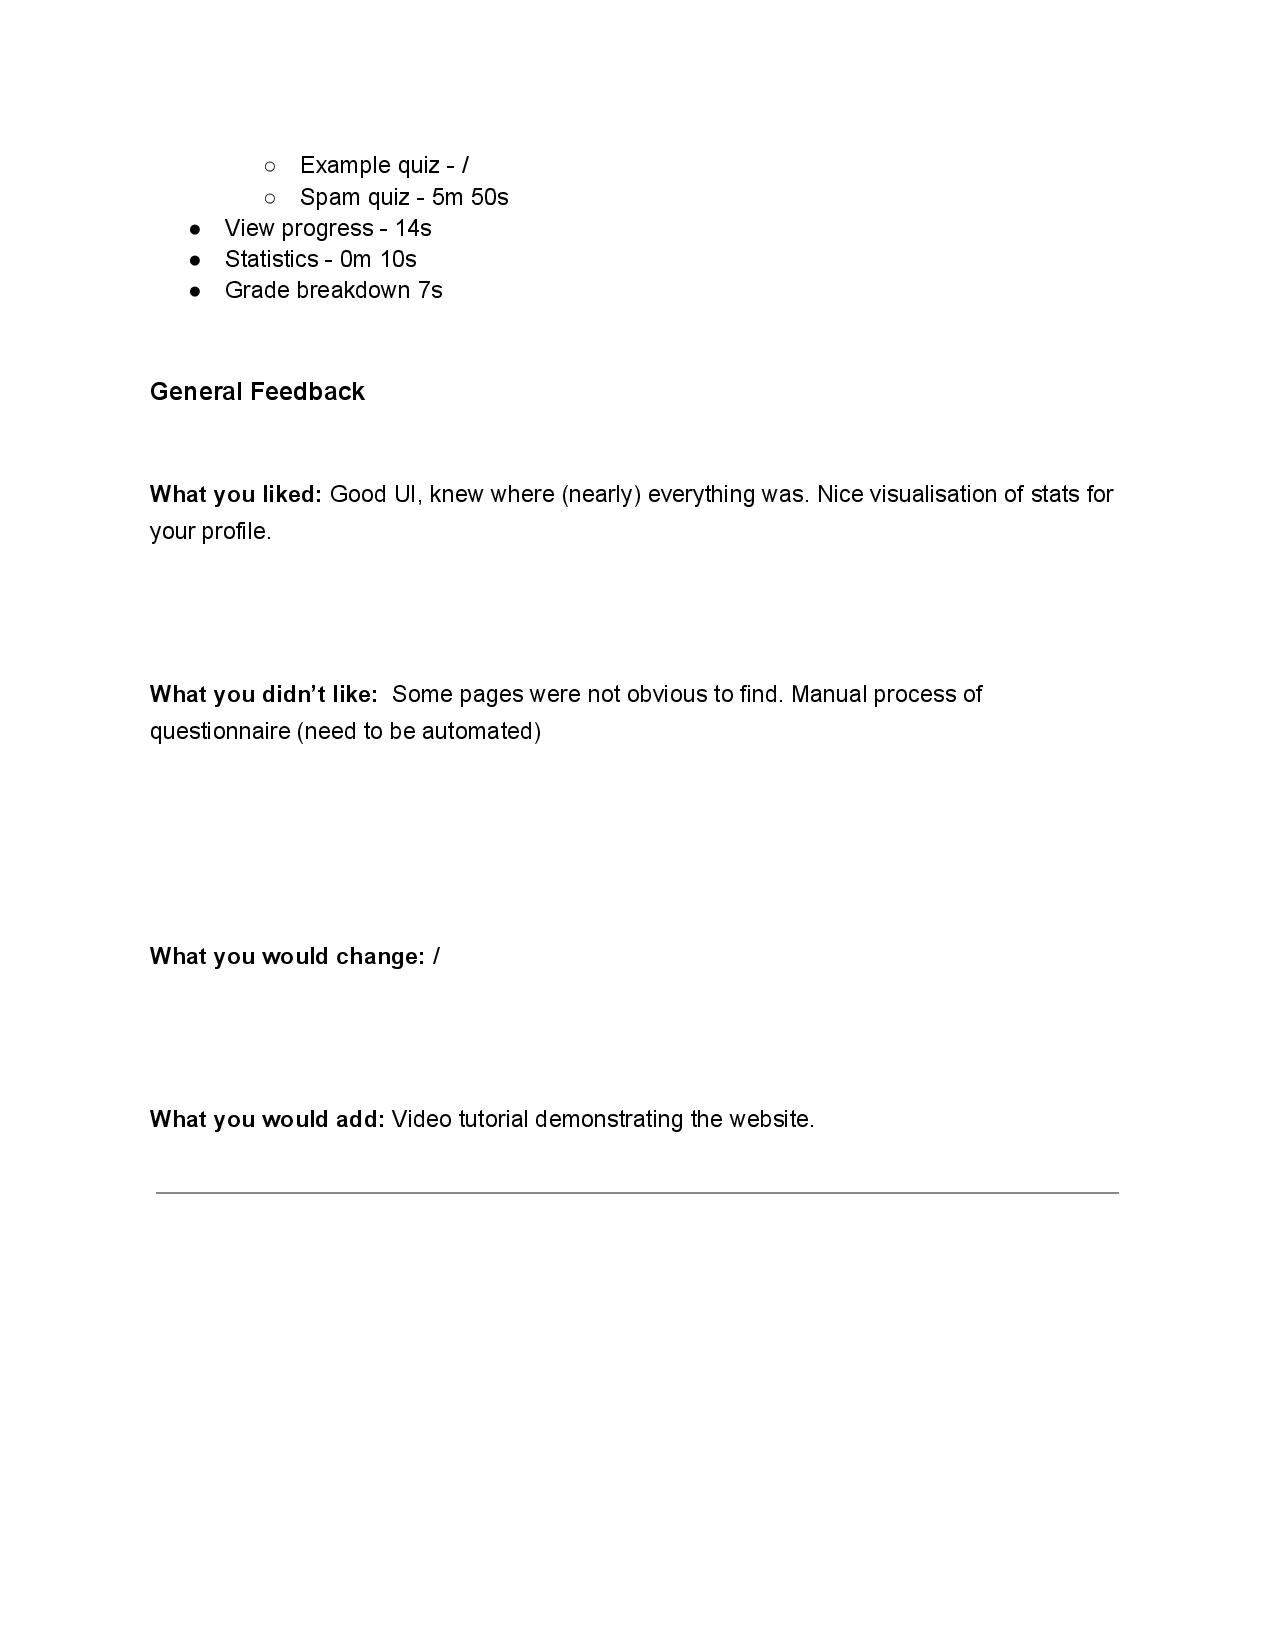 ○ Example quiz - /
○ Spam quiz - 5m 50s
● View progress - 14s
● Statistics - 0m 10s
● Grade breakdown 7s
General Feedback
What you liked: Good UI, knew where (nearly) everything was. Nice visualisation of stats for
your profile.
What you didn’t like:  Some pages were not obvious to find. Manual process of
questionnaire (need to be automated)
What you would change: /
What you would add: Video tutorial demonstrating the website.